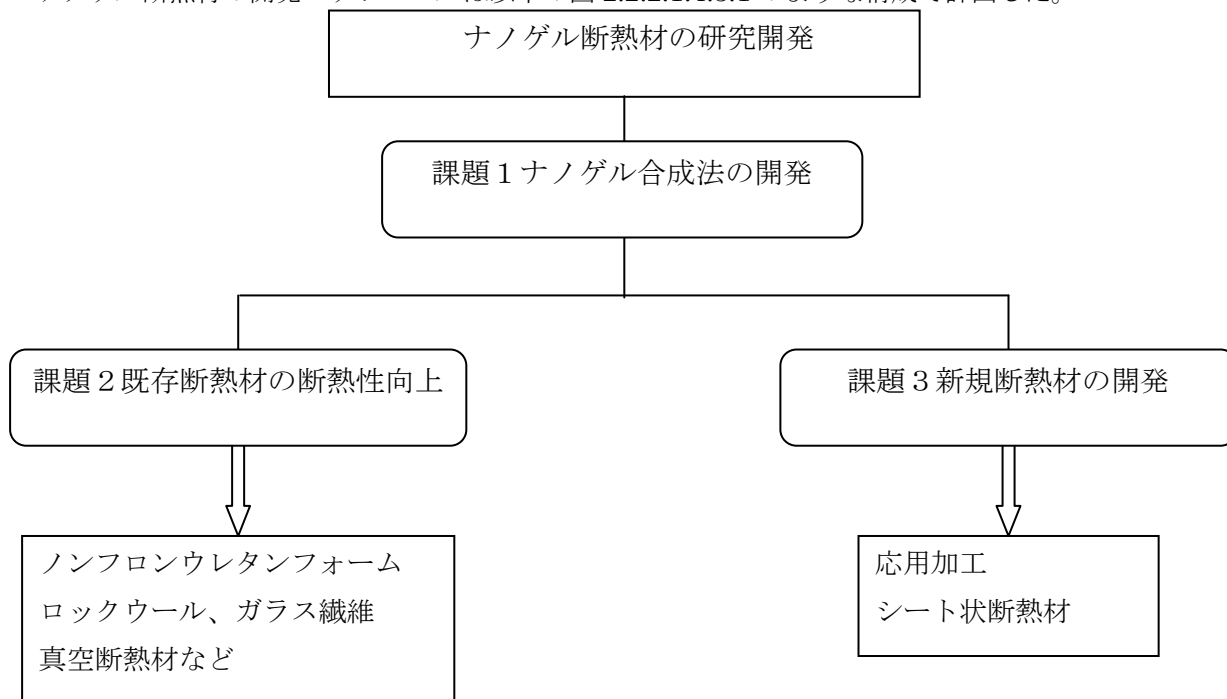 ナノゲル断熱材の研究開発
課題１ナノゲル合成法の開発
課題２既存断熱材の断熱性向上
課題３新規断熱材の開発
ノンフロンウレタンフォーム
ロックウール、ガラス繊維
真空断熱材など
応用加工
シート状断熱材